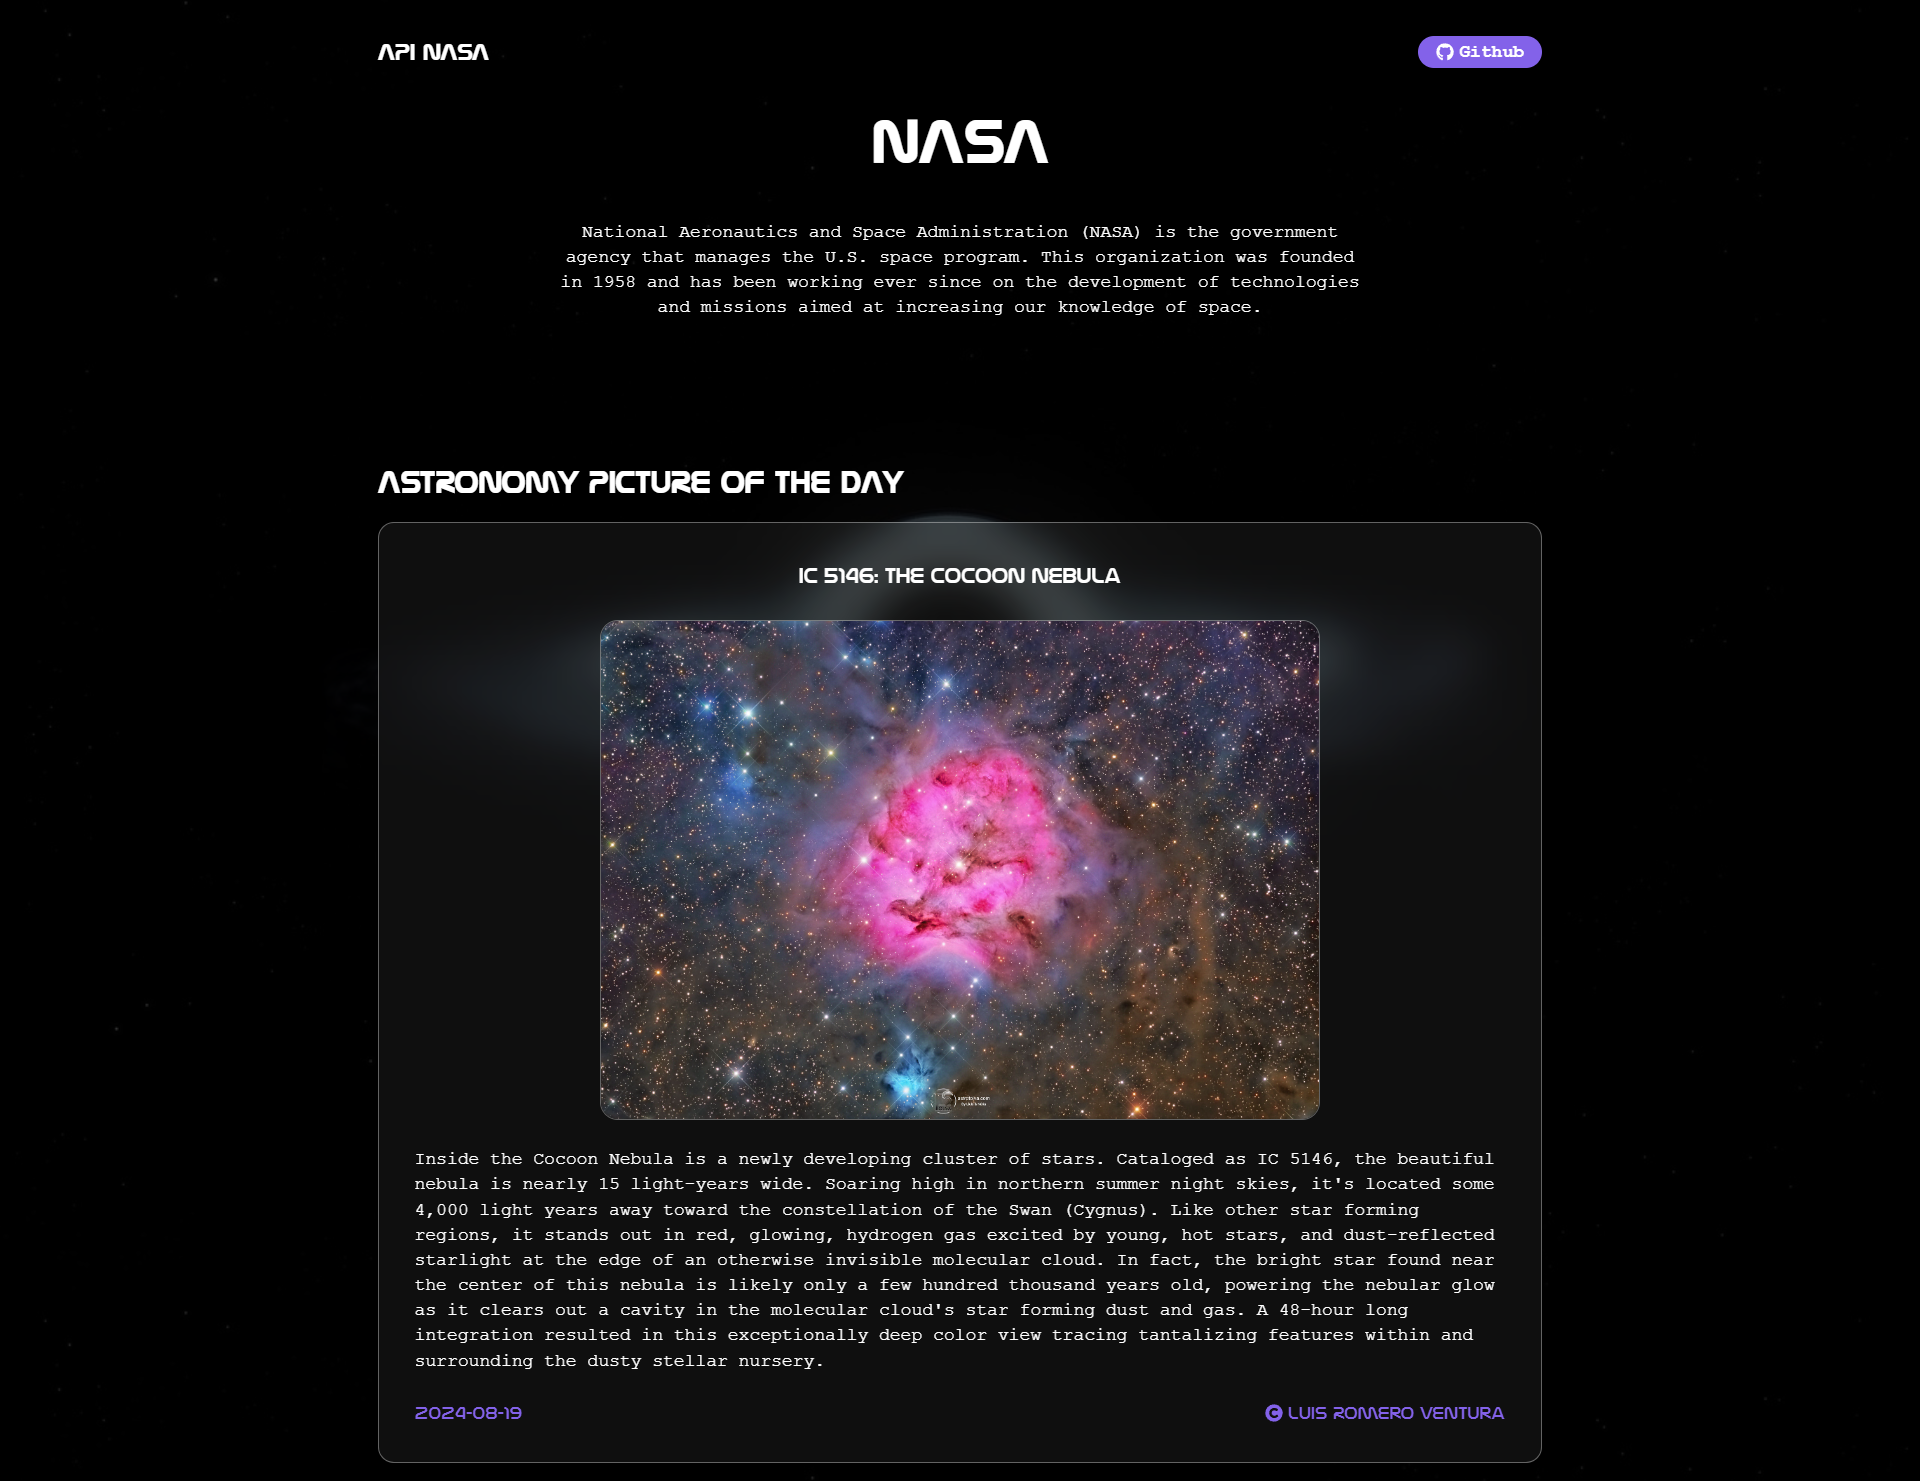 API NASA
Github
NASA
National Aeronautics and Space Administration (NASA) is the government
agency that manages the U.S. space program. This organization was founded
in 1958 and has been working ever since on the development of technologies
and missions aimed at increasing our knowledge of space.
ASTRONOMY PICTURE OF THE DAY
IC 5146: THE COCOON NEBULA
Inside the Cocoon Nebula is a newly developing cluster of stars. Cataloged as IC 5146, the beautiful
nebula is nearly 15 light-years wide. Soaring high in northern summer night skies, it's located some
4,000 light years away toward the constellation of the Swan (Cygnus). Like other star forming
regions, it stands out in red, glowing, hydrogen gas excited by young, hot stars, and dust-reflected
starlight at the edge of an otherwise invisible molecular cloud. In fact, the bright star found near
the center of this nebula is likely only a few hundred thousand years old, powering the nebular glow
as it clears out a cavity in the molecular cloud's star forming dust and gas. A 48-hour long
integration resulted in this exceptionally deep color view tracing tantalizing features within and
surrounding the dusty stellar nursery.
2024-08-19
© LUIS ROMERO VENTURA